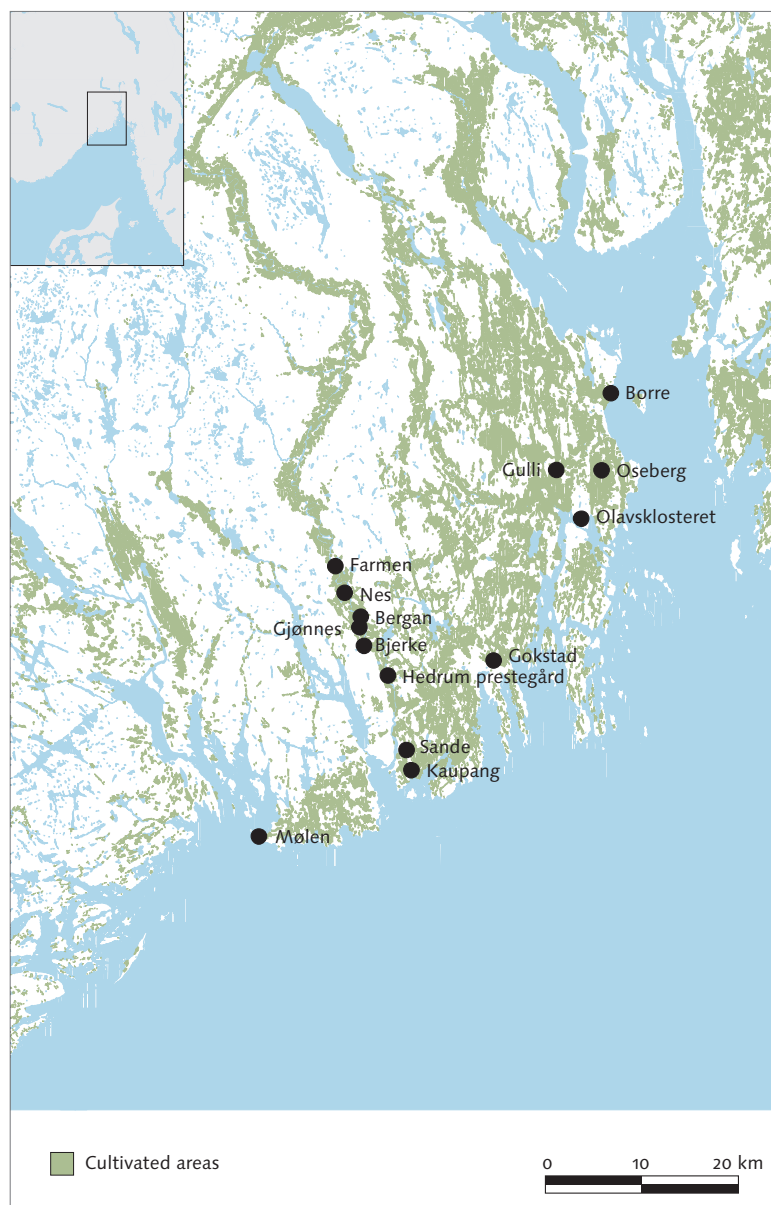 Borre
Gulli
Oseberg
Olavsklosteret
Farmen
Nes
Bergan
Gjønnes
Bjerke
Gokstad
Hedrum prestegård
Sande
Kaupang
Mølen
Cultivated areas
0 10 20 km